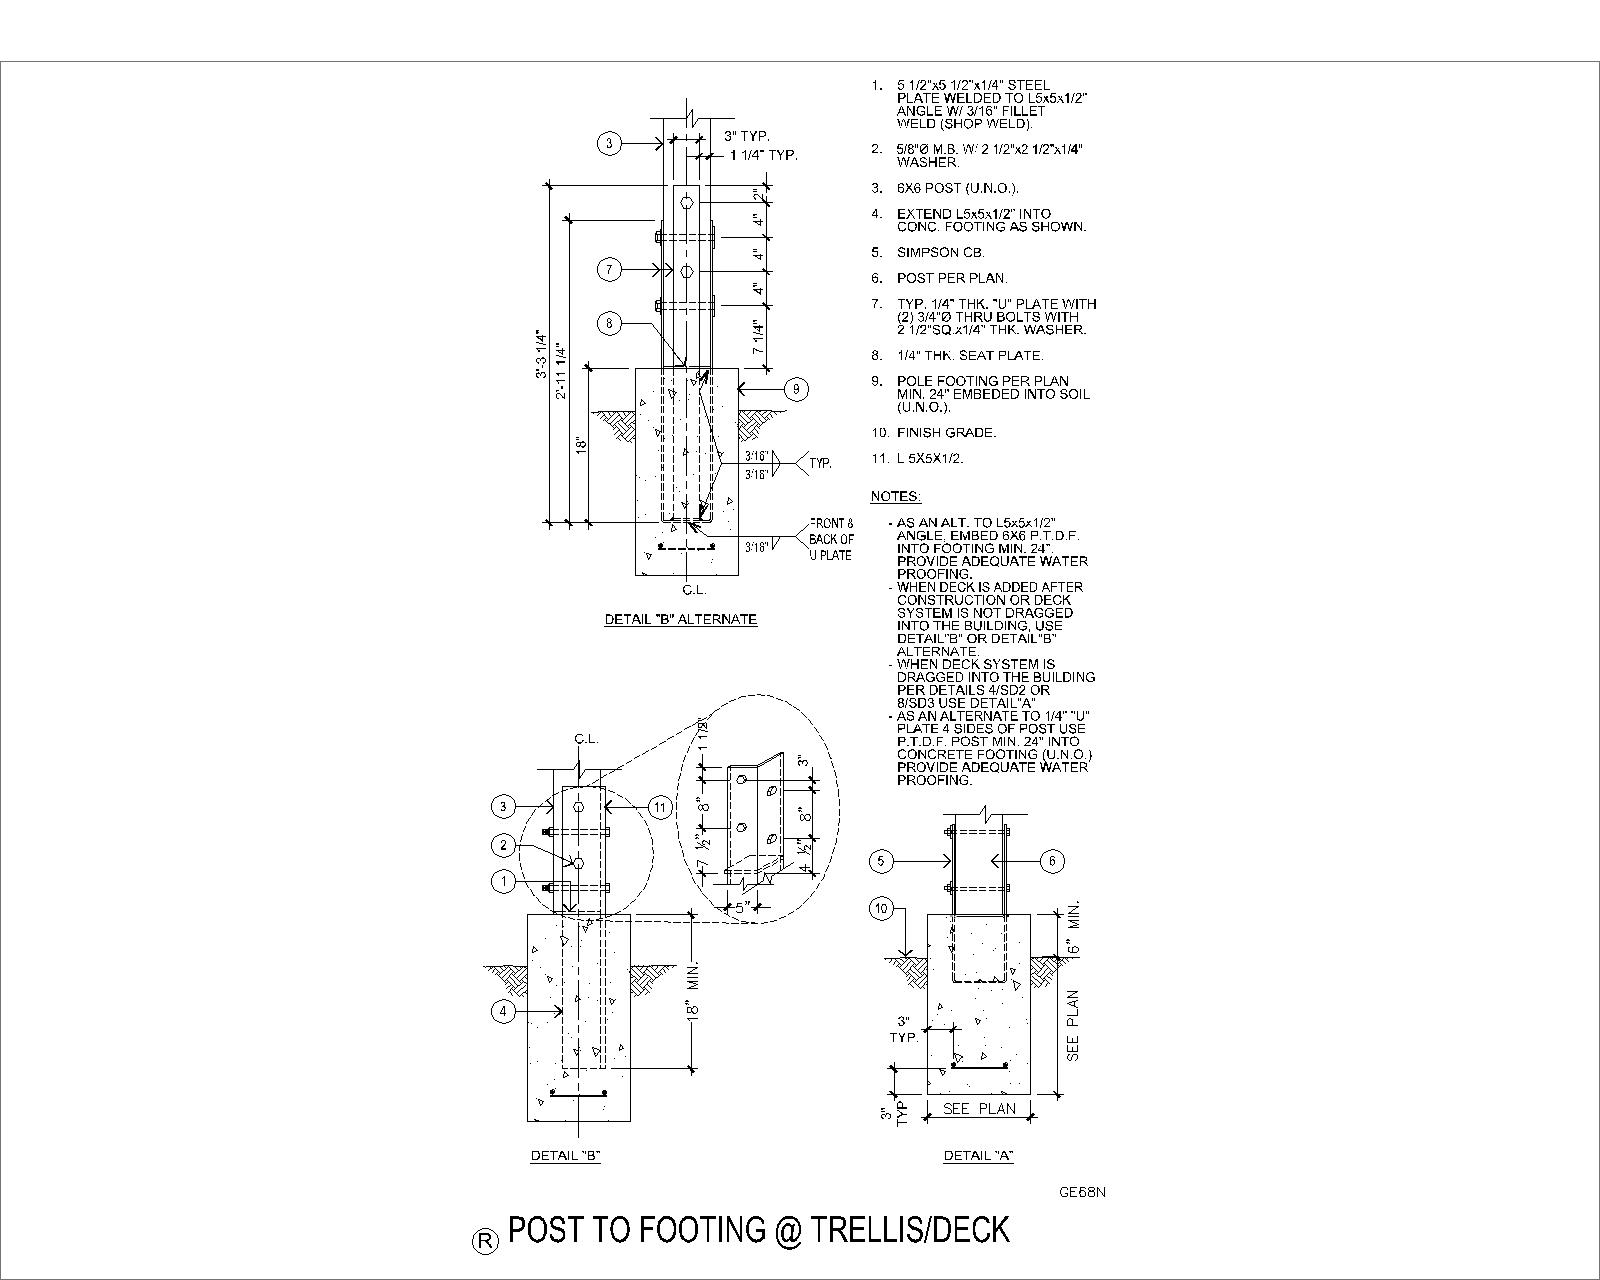 3
3" TYP.
1 1/4" TYP.
2"
4"
4"
4"
7 1/4"
7
8
3'-3 1/4"
2'-11 1/4"
18"
9
3/16"
3/16"
TYP.
3/16"
FRONT &
BACK OF
U PLATE
C.L.
DETAIL "B" ALTERNATE
1. 5 1/2"x5 1/2"x1/4" STEEL
PLATE WELDED TO L5x5x1/2"
ANGLE W/ 3/16" FILLET
WELD (SHOP WELD).
2. 5/8"Ø M.B. W/ 2 1/2"x2 1/2"x1/4"
WASHER.
3. 6X6 POST (U.N.O.).
4. EXTEND L5x5x1/2" INTO
CONC. FOOTING AS SHOWN.
5. SIMPSON CB.
6. POST PER PLAN.
7. TYP. 1/4" THK. "U" PLATE WITH
(2) 3/4"Ø THRU BOLTS WITH
2 1/2"SQ.x1/4" THK. WASHER.
8. 1/4" THK. SEAT PLATE.
9. POLE FOOTING PER PLAN
MIN. 24" EMBEDED INTO SOIL
(U.N.O.).
10. FINISH GRADE.
11. L 5X5X1/2.
NOTES:
- AS AN ALT. TO L5x5x1/2"
ANGLE, EMBED 6X6 P.T.D.F.
INTO FOOTING MIN. 24".
PROVIDE ADEQUATE WATER
PROOFING.
- WHEN DECK IS ADDED AFTER
CONSTRUCTION OR DECK
SYSTEM IS NOT DRAGGED
INTO THE BUILDING, USE
DETAIL"B" OR DETAIL"B"
ALTERNATE.
- WHEN DECK SYSTEM IS
DRAGGED INTO THE BUILDING
PER DETAILS 4/SD2 OR
8/SD3 USE DETAIL"A"
- AS AN ALTERNATE TO 1/4" "U"
PLATE 4 SIDES OF POST USE
P.T.D.F. POST MIN. 24" INTO
CONCRETE FOOTING (U.N.O.)
PROVIDE ADEQUATE WATER
PROOFING.
C.L.
3
11
2
1
4
18" MIN.
1 1/2"
8"
7 1/2"
3"
8"
4 1/2"
5"
DETAIL "B"
5
6
10
6" MIN.
SEE PLAN
3"
TYP.
3"
TYP
SEE PLAN
DETAIL "A"
GE68N
R POST TO FOOTING @ TRELLIS/DECK